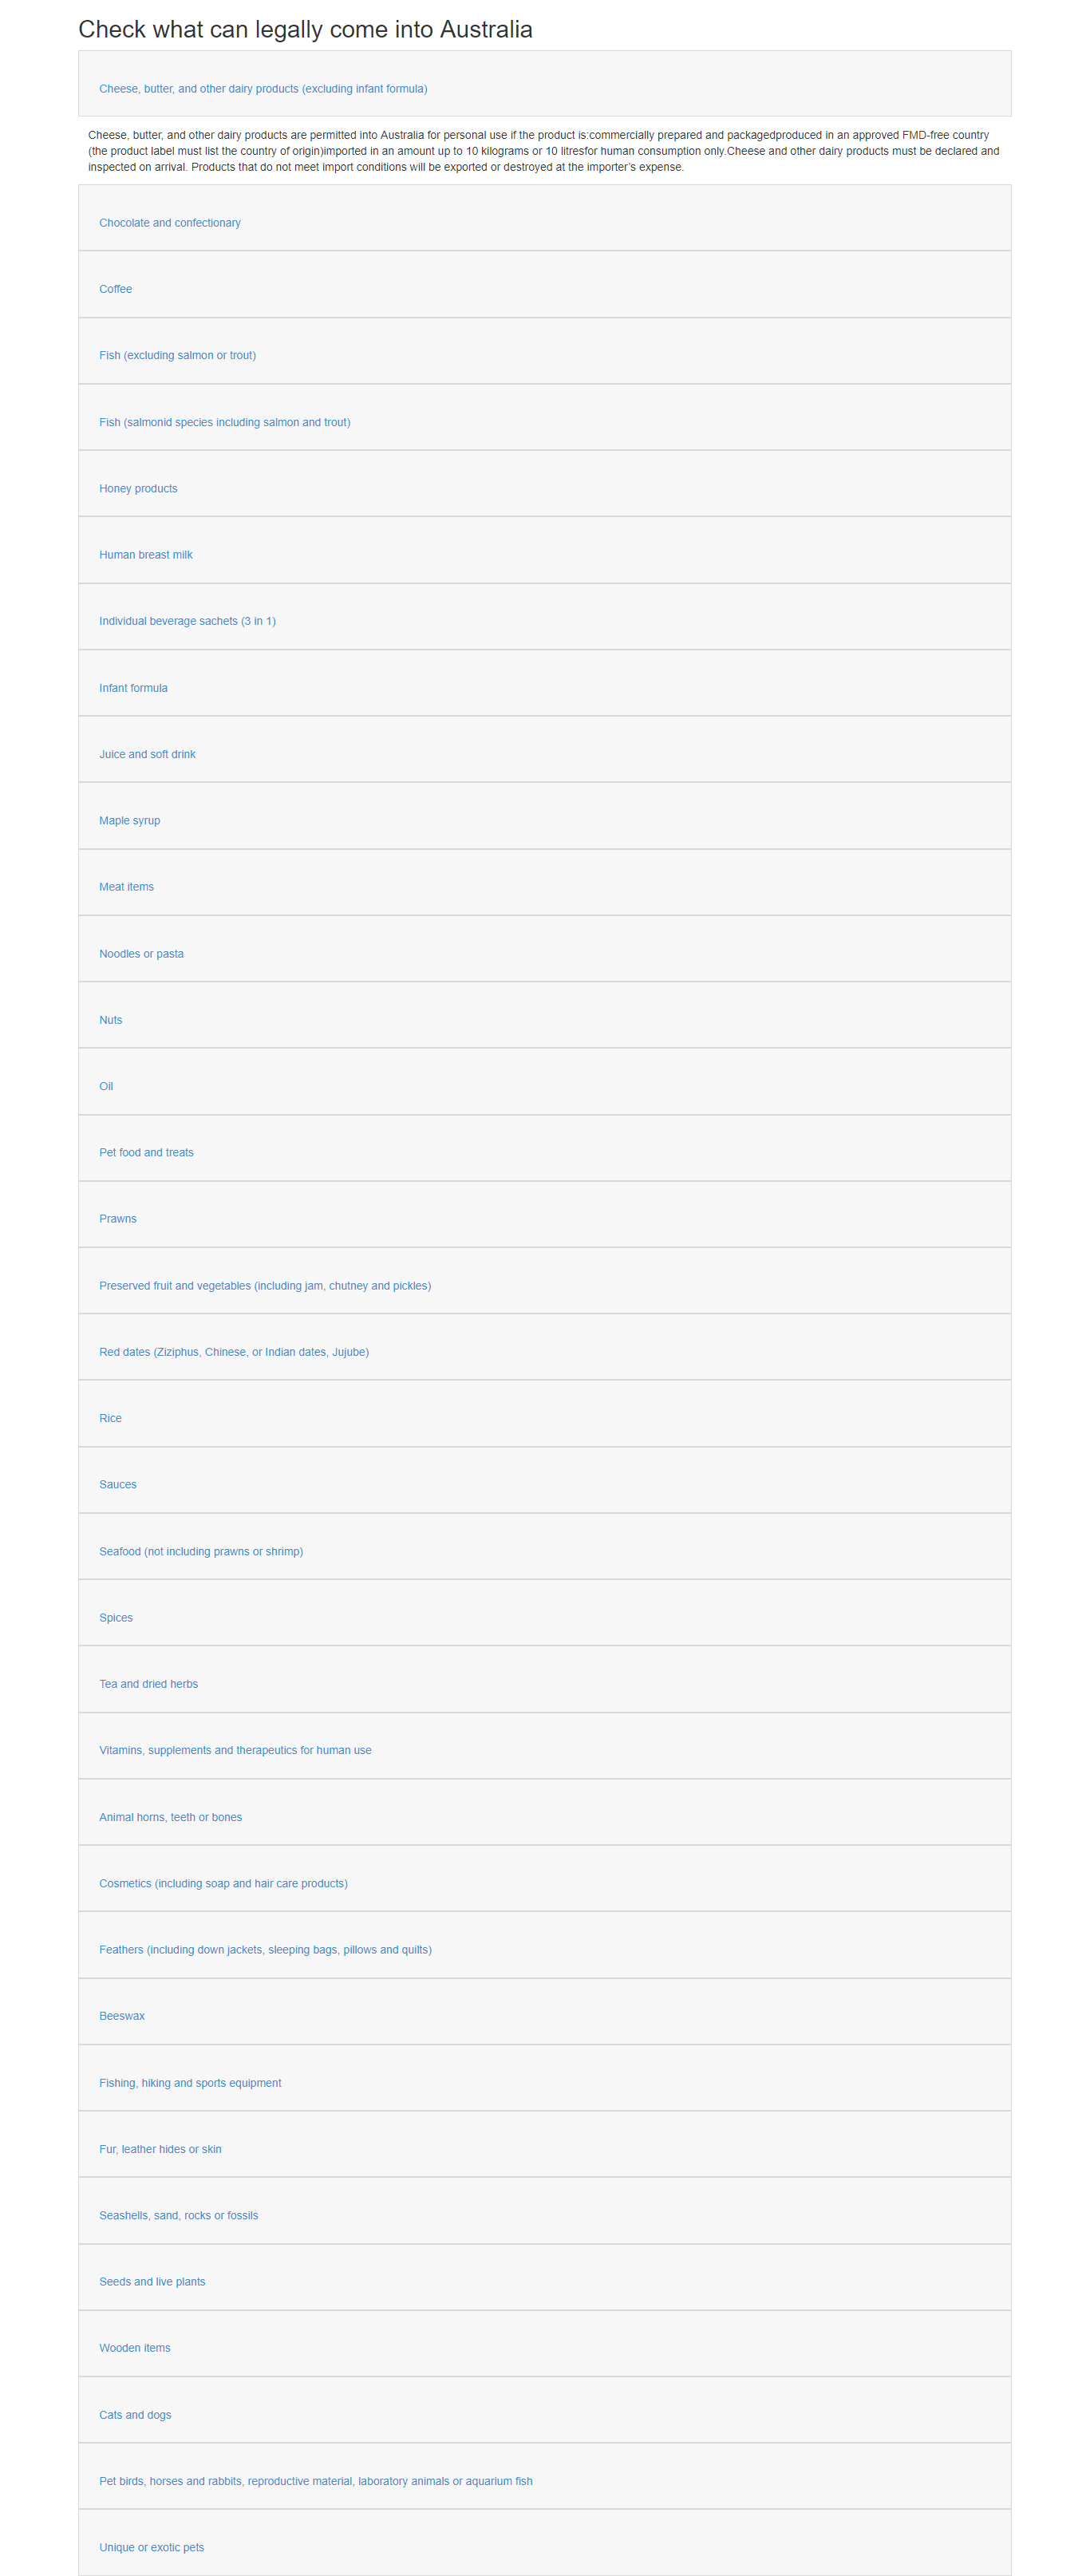 Check what can legally come into Australia
Cheese, butter, and other dairy products (excluding infant formula)
Cheese, butter, and other dairy products are permitted into Australia for personal use if the product is:commercially prepared and packagedproduced in an approved FMD-free country
(the product label must list the country of origin)imported in an amount up to 10 kilograms or 10 litresfor human consumption only.Cheese and other dairy products must be declared and
inspected on arrival. Products that do not meet import conditions will be exported or destroyed at the importer's expense.
Chocolate and confectionary
Coffee
Fish (excluding salmon or trout)
Fish (salmonid species including salmon and trout)
Honey products
Human breast milk
Individual beverage sachets (3 in 1)
Infant formula
Juice and soft drink
Maple syrup
Meat items
Noodles or pasta
Nuts
Oil
Pet food and treats
Prawns
Preserved fruit and vegetables (including jam, chutney and pickles)
Red dates (Ziziphus, Chinese, or Indian dates, Jujube)
Rice
Sauces
Seafood (not including prawns or shrimp)
Spices
Tea and dried herbs
Vitamins, supplements and therapeutics for human use
Animal horns, teeth or bones
Cosmetics (including soap and hair care products)
Feathers (including down jackets, sleeping bags, pillows and quilts)
Beeswax
Fishing, hiking and sports equipment
Fur, leather hides or skin
Seashells, sand, rocks or fossils
Seeds and live plants
Wooden items
Cats and dogs
Pet birds, horses and rabbits, reproductive material, laboratory animals or aquarium fish
Unique or exotic pets